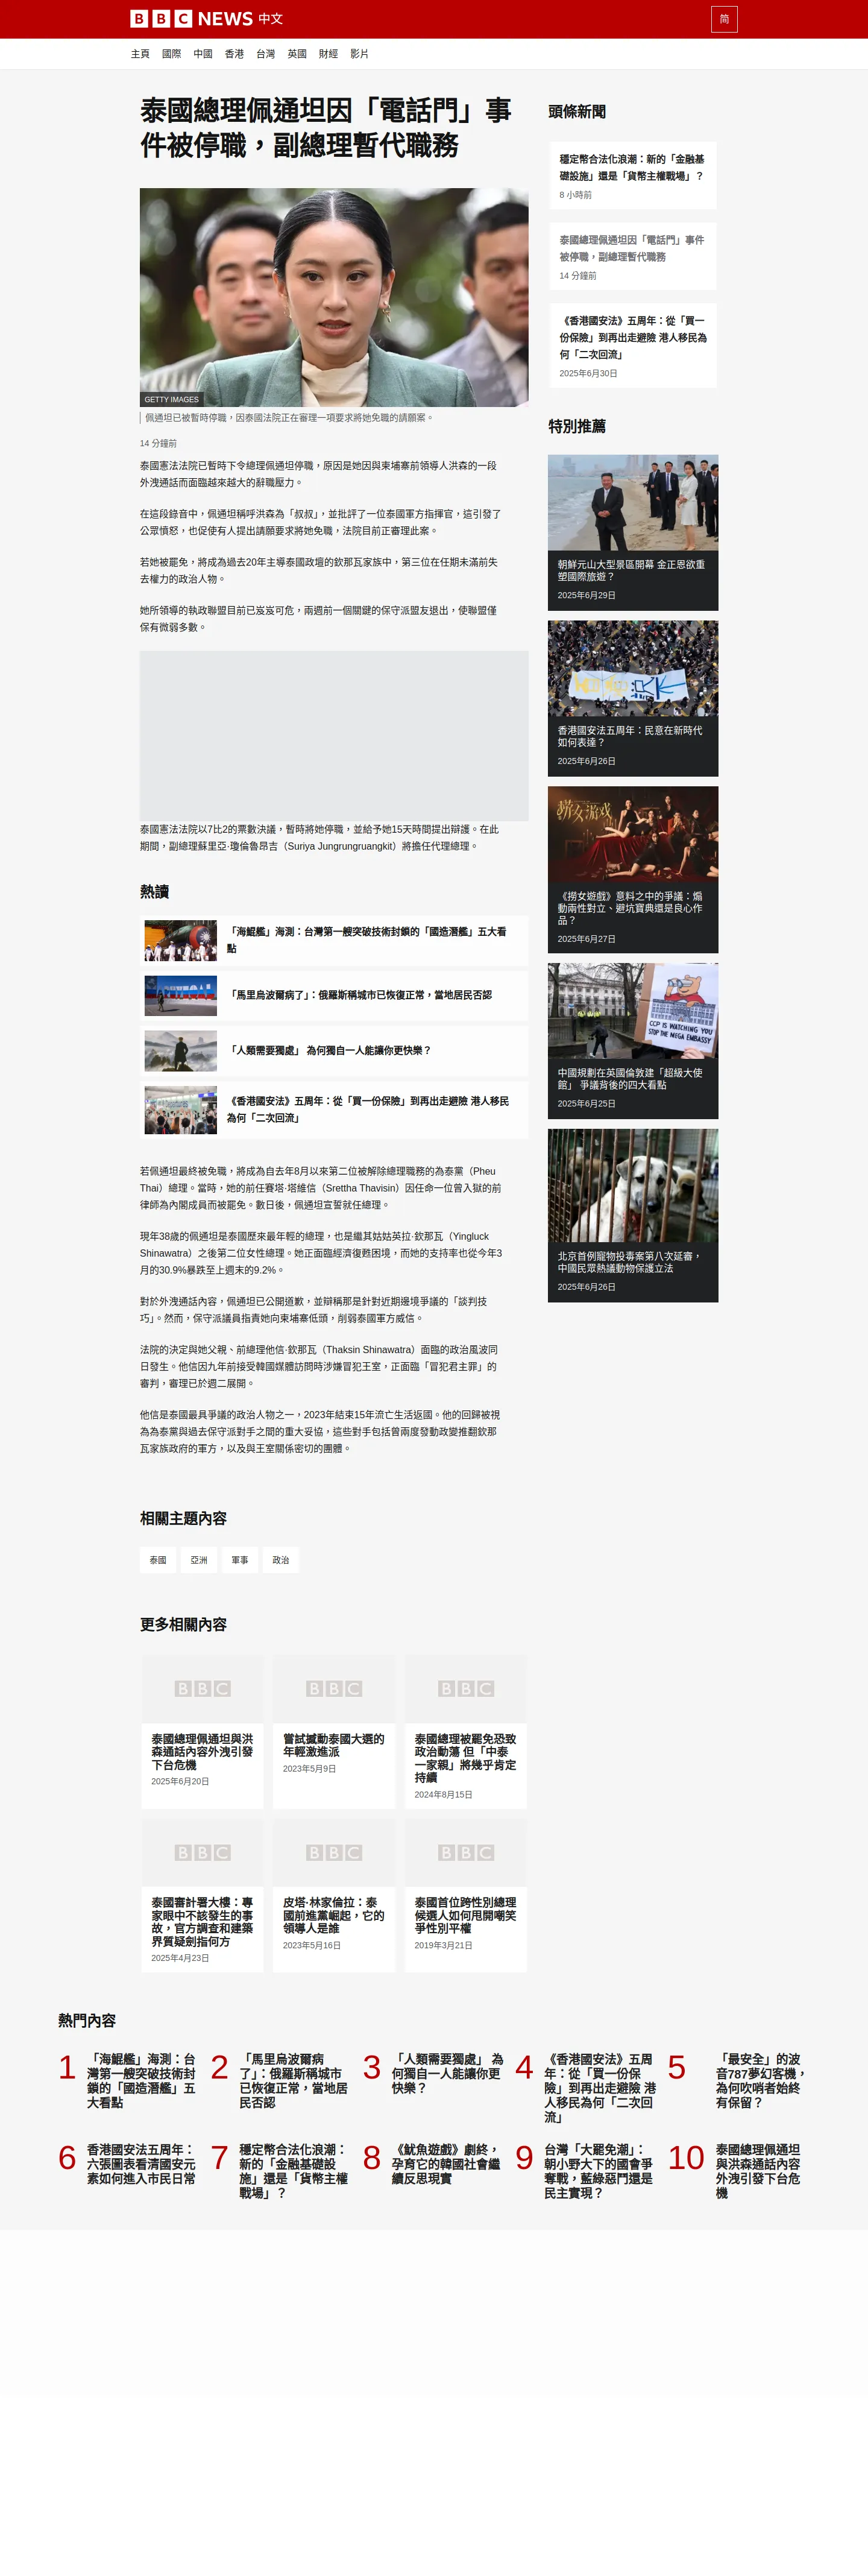 BBC NEWS 中文
简
主頁 國際 中國 香港 台灣 英國 財經 影片
泰國總理佩通坦因「電話門」事
件被停職，副總理暫代職務
GETTY IMAGES
佩通坦已被暫時停職，因泰國法院正在審理一項要求將她免職的請願案。
14 分鐘前
泰國憲法法院已暫時下令總理佩通坦停職，原因是她因與柬埔寨前領導人洪森的一段
外洩通話而面臨越來越大的辭職壓力。
在這段錄音中，佩通坦稱呼洪森為「叔叔」，並批評了一位泰國軍方指揮官，這引發了
公眾憤怒，也促使有人提出請願要求將她免職，法院目前正審理此案。
若她被罷免，將成為過去20年主導泰國政壇的欽那瓦家族中，第三位在任期未滿前失
去權力的政治人物。
她所領導的執政聯盟目前已岌岌可危，兩週前一個關鍵的保守派盟友退出，使聯盟僅
保有微弱多數。
泰國憲法法院以7比2的票數決議，暫時將她停職，並給予她15天時間提出辯護。在此
期間，副總理蘇里亞·瓊倫魯昂吉（Suriya Jungrungruangkit）將擔任代理總理。
熱讀
「海鯤艦」海測：台灣第一艘突破技術封鎖的「國造潛艦」五大看
點
「馬里烏波爾病了」：俄羅斯稱城市已恢復正常，當地居民否認
「人類需要獨處」 為何獨自一人能讓你更快樂？
《香港國安法》五周年：從「買一份保險」到再出走避險 港人移民
為何「二次回流」
若佩通坦最終被免職，將成為自去年8月以來第二位被解除總理職務的為泰黨（Pheu
Thai）總理。當時，她的前任賽塔·塔維信（Srettha Thavisin）因任命一位曾入獄的前
律師為內閣成員而被罷免。數日後，佩通坦宣誓就任總理。
現年38歲的佩通坦是泰國歷來最年輕的總理，也是繼其姑姑英拉·欽那瓦（Yingluck
Shinawatra）之後第二位女性總理。她正面臨經濟復甦困境，而她的支持率也從今年3
月的30.9%暴跌至上週末的9.2%。
對於外洩通話內容，佩通坦已公開道歉，並辯稱那是針對近期邊境爭議的「談判技
巧」。然而，保守派議員指責她向柬埔寨低頭，削弱泰國軍方威信。
法院的決定與她父親、前總理他信·欽那瓦（Thaksin Shinawatra）面臨的政治風波同
日發生。他信因九年前接受韓國媒體訪問時涉嫌冒犯王室，正面臨「冒犯君主罪」的
審判，審理已於週二展開。
他信是泰國最具爭議的政治人物之一，2023年結束15年流亡生活返國。他的回歸被視
為為泰黨與過去保守派對手之間的重大妥協，這些對手包括曾兩度發動政變推翻欽那
瓦家族政府的軍方，以及與王室關係密切的團體。
相關主題內容
泰國 亞洲 軍事 政治
更多相關內容
BBC BBC BBC
泰國總理佩通坦與洪
森通話內容外洩引發
下台危機
2025年6月20日
嘗試撼動泰國大選的
年輕激進派
2023年5月9日
泰國總理被罷免恐致
政治動蕩 但「中泰
一家親」將幾乎肯定
持續
2024年8月15日
BBC BBC BBC
泰國審計署大樓：專
家眼中不該發生的事
故，官方調查和建築
界質疑劍指何方
2025年4月23日
皮塔·林家倫拉：泰
國前進黨崛起，它的
領導人是誰
2023年5月16日
泰國首位跨性別總理
候選人如何甩開嘲笑
爭性別平權
2019年3月21日
頭條新聞
穩定幣合法化浪潮：新的「金融基
礎設施」還是「貨幣主權戰場」？
8 小時前
泰國總理佩通坦因「電話門」事件
被停職，副總理暫代職務
14 分鐘前
《香港國安法》五周年：從「買一
份保險」到再出走避險 港人移民為
何「二次回流」
2025年6月30日
特別推薦
朝鮮元山大型景區開幕 金正恩欲重
塑國際旅遊？
2025年6月29日
香港國安法五周年：民意在新時代
如何表達？
2025年6月26日
撈女游戏
《撈女遊戲》意料之中的爭議：煽
動兩性對立、避坑寶典還是良心作
品？
2025年6月27日
CCP IS WATCHING YOU
STOP THE MEGA EMBASSY
中國規劃在英國倫敦建「超級大使
館」 爭議背後的四大看點
2025年6月25日
北京首例寵物投毒案第八次延審，
中國民眾熱議動物保護立法
2025年6月26日
熱門內容
1 「海鯤艦」海測：台
灣第一艘突破技術封
鎖的「國造潛艦」五
大看點
2 「馬里烏波爾病
了」：俄羅斯稱城市
已恢復正常，當地居
民否認
3 「人類需要獨處」 為
何獨自一人能讓你更
快樂？
4 《香港國安法》五周
年：從「買一份保
險」到再出走避險 港
人移民為何「二次回
流」
5 「最安全」的波
音787夢幻客機，
為何吹哨者始終
有保留？
6 香港國安法五周年：
六張圖表看清國安元
素如何進入市民日常
7 穩定幣合法化浪潮：
新的「金融基礎設
施」還是「貨幣主權
戰場」？
8 《魷魚遊戲》劇終，
孕育它的韓國社會繼
續反思現實
9 台灣「大罷免潮」：
朝小野大下的國會爭
奪戰，藍綠惡鬥還是
民主實現？
10 泰國總理佩通坦
與洪森通話內容
外洩引發下台危
機